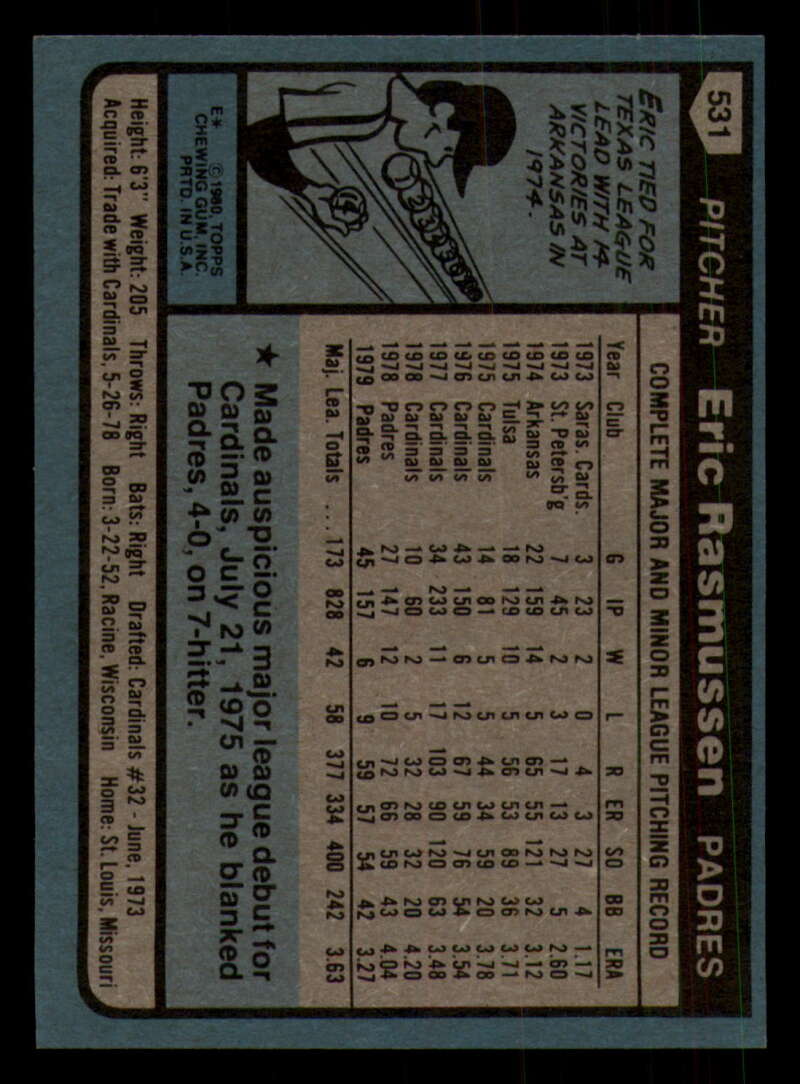 531 PITCHER Eric Rasmussen PADRES
ERIC TIED FOR
TEXAS LEAGUE
LEAD WITH 14
VICTORIES AT
ARKANSAS IN
1974.
E* ©1980, TOPPS
CHEWING GUM, INC.
PRTD. IN U.S.A.
COMPLETE MAJOR AND MINOR LEAGUE PITCHING RECORD
Year Club G IP W L R ER SO BB ERA
1973 Saras. Cards. 3 23 2 0 4 3 27 4 1.17
1973 St. Petersb'g 7 45 2 3 17 13 27 5 2.60
1974 Arkansas 22 159 14 5 65 55 121 32 3.12
1975 Tulsa 18 129 10 5 56 53 89 36 3.71
1975 Cardinals 14 81 5 5 44 34 59 20 3.78
1976 Cardinals 43 150 6 12 67 59 76 54 3.54
1977 Cardinals 34 233 11 17 103 90 120 63 3.48
1978 Cardinals 10 60 2 5 32 28 32 20 4.20
1978 Padres 27 147 12 10 72 66 59 43 4.04
1979 Padres 45 157 6 9 59 57 54 42 3.27
Maj. Lea. Totals ... 173 828 42 58 377 334 400 242 3.63
★ Made auspicious major league debut for
Cardinals, July 21, 1975 as he blanked
Padres, 4-0, on 7-hitter.
Height: 6'3" Weight: 205 Throws: Right Bats: Right Drafted: Cardinals #32 - June, 1973
Acquired: Trade with Cardinals, 5-26-78 Born: 3-22-52, Racine, Wisconsin Home: St. Louis, Missouri